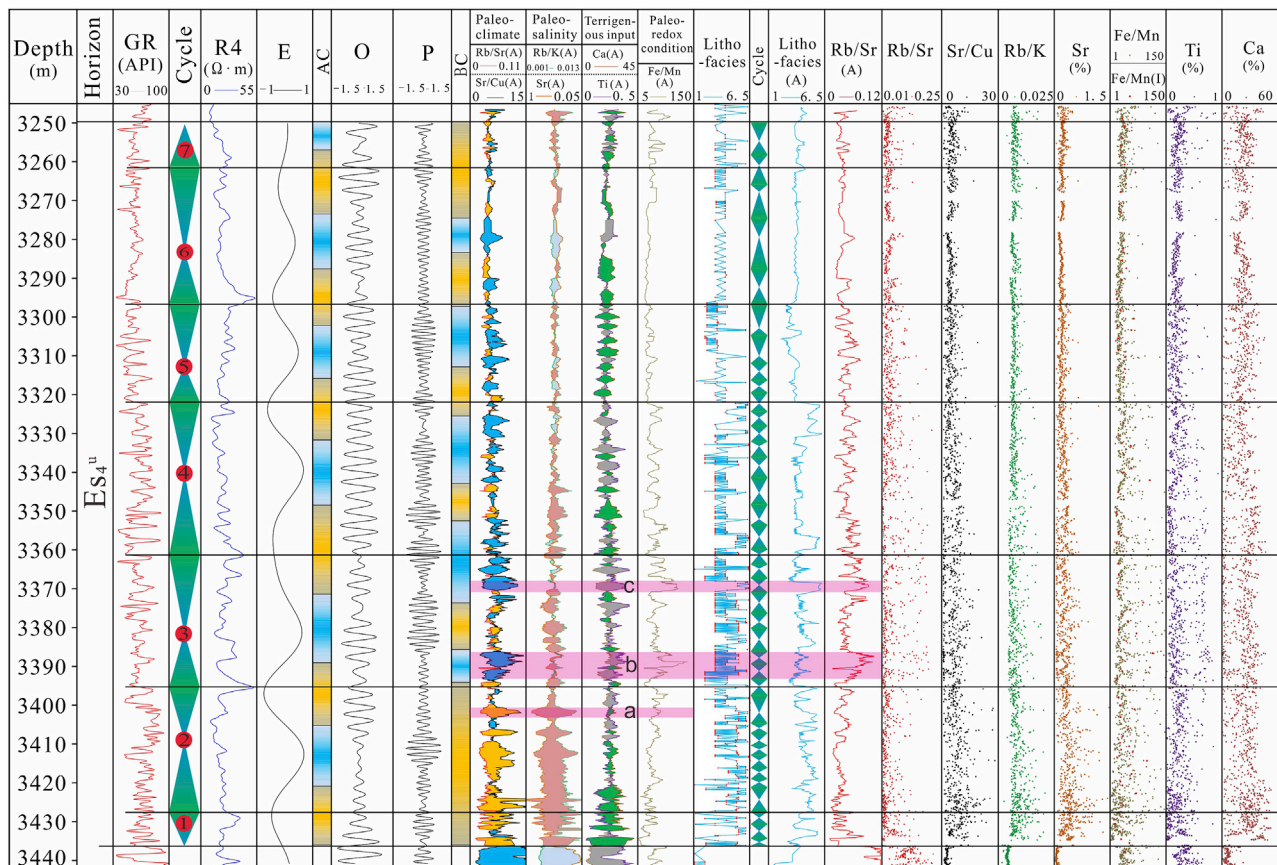 Depth
(m)
Horizon
GR
(API)
30 100
Cycle
R4
(Ω·m)
0 55
E
−1 1
AC
O
−1.5 1.5
P
−1.5 1.5
BC
Paleo-
climate
Rb/Sr(A)
0 0.11
Sr/Cu(A)
0 15
Paleo-
salinity
Rb/K(A)
0.001 0.013
Sr(A)
1 0.05
Terrigen-
ous input
Ca(A)
0 45
Ti(A)
0 0.5
Paleo
redox
condition
Fe/Mn
(A)
5 150
Litho
-facies
1 6.5
Cycle
Litho
-facies
(A)
1 6.5
Rb/Sr
(A)
0 0.12
Rb/Sr
0.01 0.25
Sr/Cu
0 30
Rb/K
0 0.025
Sr
(%)
0 1.5
Fe/Mn
1 150
Fe/Mn(I)
1 150
Ti
(%)
0 1
Ca
(%)
0 60
3250
3260
3270
3280
3290
3300
3310
3320
3330
3340
3350
3360
3370
3380
3390
3400
3410
3420
3430
3440
Es4ᵘ
7
6
5
4
3
2
1
c
b
a